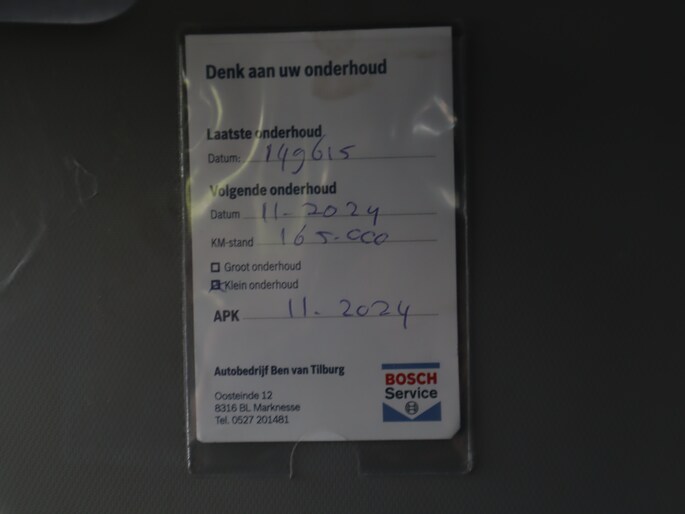 Denk aan uw onderhoud
Laatste onderhoud
Datum: 149615
Volgende onderhoud
Datum 11-2024
KM-stand 165.000
Groot onderhoud
Klein onderhoud
APK 11. 2024
Autobedrijf Ben van Tilburg
Oosteinde 12
8316 BL Marknesse
Tel. 0527 201481
BOSCH
Service